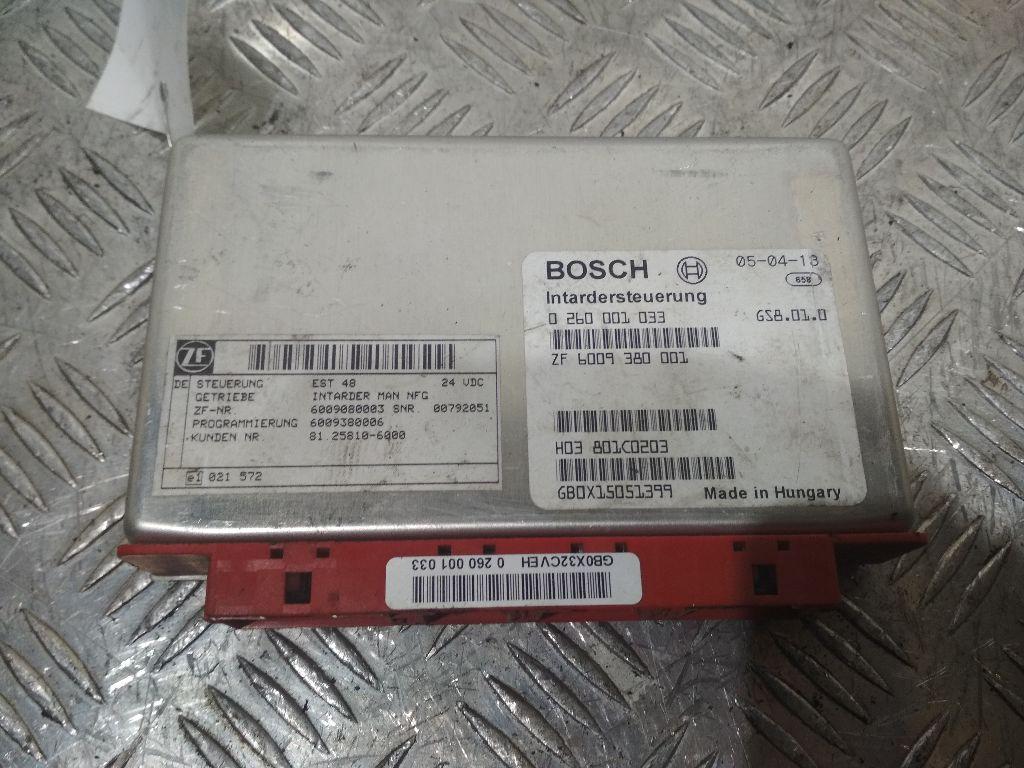 BOSCH 05-04-13
658
Intardersteuerung
0 260 001 033 GS8.01.0
ZF 6009 380 001
H03 801C0203
GB0X15051399 Made in Hungary
ZF
DE STEUERUNG EST 48 24 VDC
GETRIEBE INTARDER MAN NFG
ZF-NR. 6009080003 SNR. 00792051
PROGRAMMIERUNG 6009380006
KUNDEN NR. 81.25810-6000
e1 021 572
GB0X32CVEH 0 260 001 033